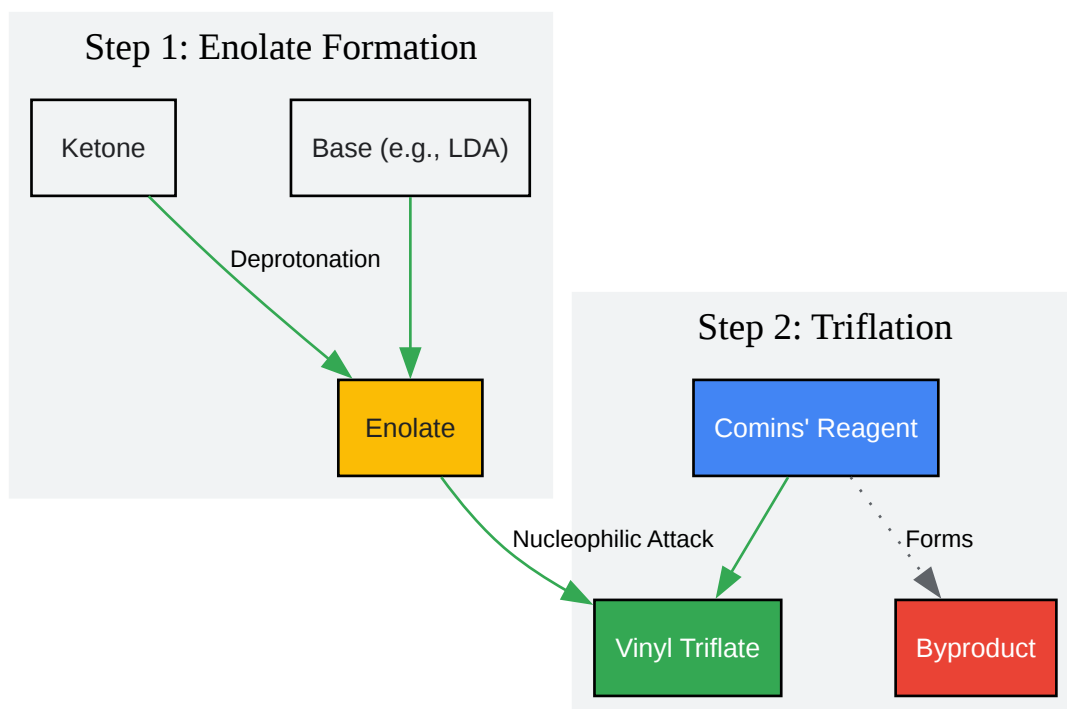 Step 1: Enolate Formation
Ketone
Base (e.g., LDA)
Deprotonation
Enolate
Step 2: Triflation
Comins' Reagent
Nucleophilic Attack
Forms
Vinyl Triflate
Byproduct